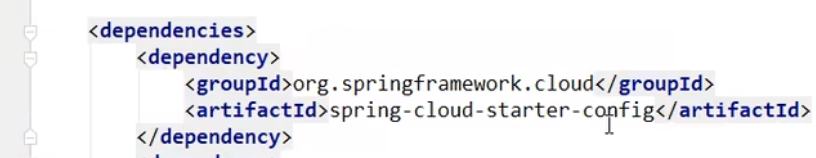 <dependencies>
<dependency>
<groupId>org.springframework.cloud</groupId>
<artifactId>spring-cloud-starter-config</artifactId>
</dependency>